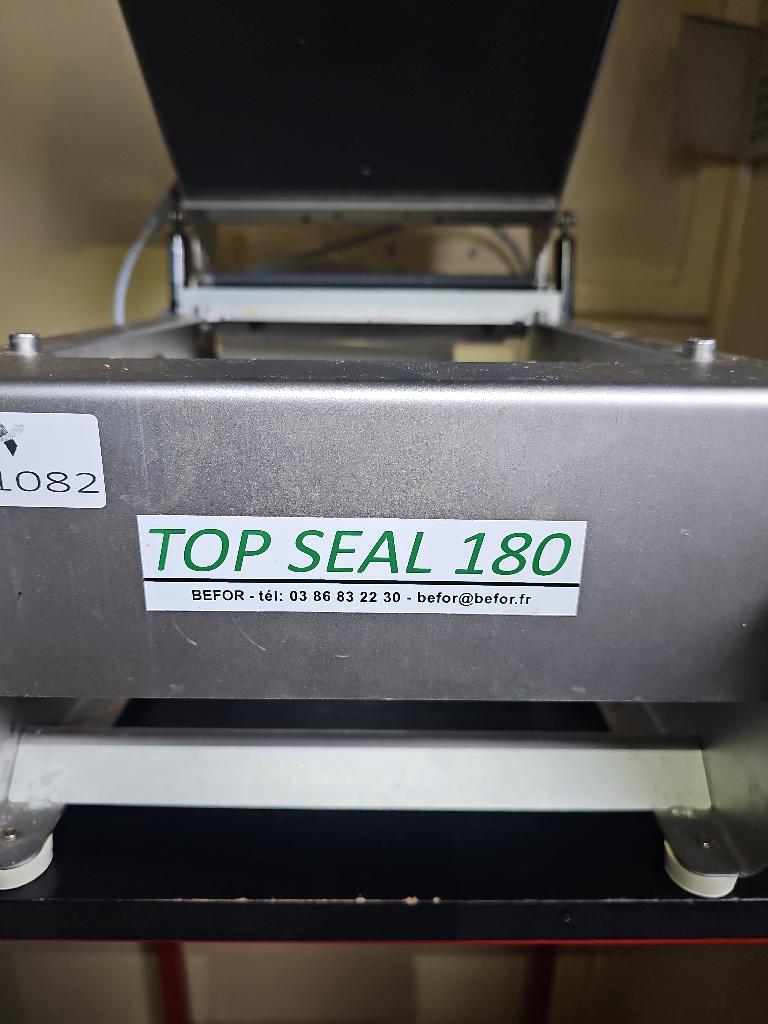 1082
TOP SEAL 180
BEFOR - tél: 03 86 83 22 30 - befor@befor.fr